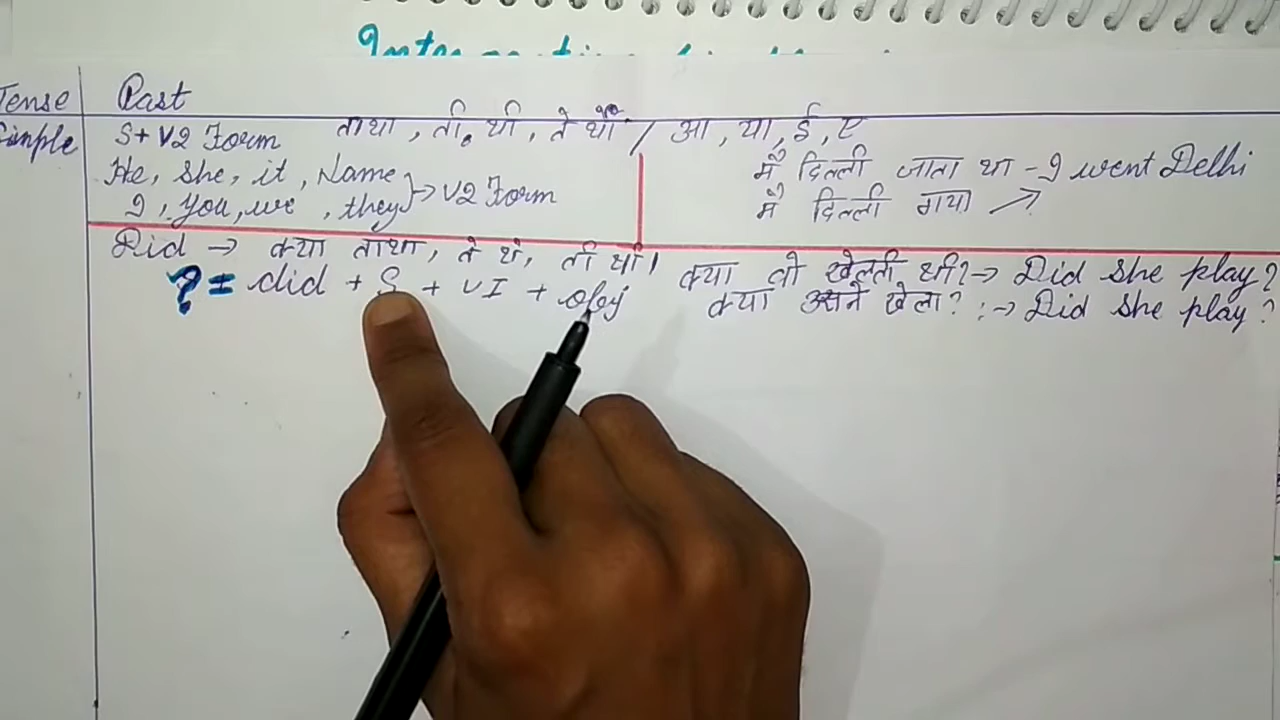 Tense Past
Simple S + V2 Form ता था, ती थी, ते थे / आ, या, ई, ए
He, she, it, Name
I, you, we, they } → V2 Form
मैं दिल्ली जाता था - I went Delhi
मैं दिल्ली गया ↗
Did → क्या ता था, ते थे, ती थी।
? = did + S + V I + obj
क्या वो खेलती थी? → Did she play?
क्या उसने खेला? :→ Did she play?